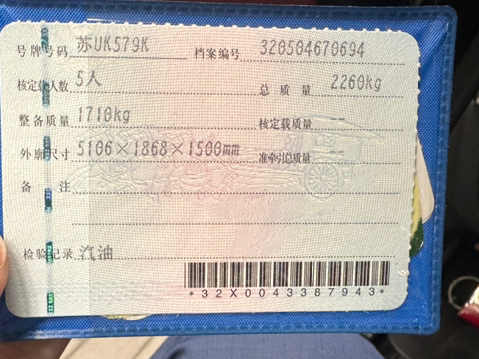 号牌号码 苏UK579K 档案编号 320504670694
核定载人数 5人 总质量 2260kg
整备质量 1710kg 核定载质量 --
外廓尺寸 5106×1868×1500mm 准牵引总质量 --
备注
检验记录 汽油
*32X0043387943*